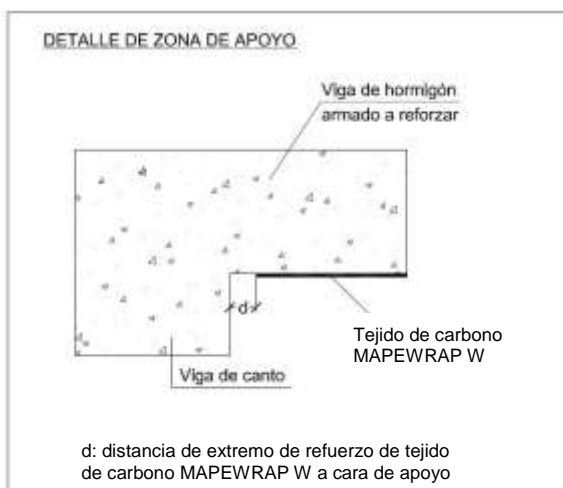 DETALLE DE ZONA DE APOYO
Viga de hormigón
armado a reforzar
d
Tejido de carbono
MAPEWRAP W
Viga de canto
d: distancia de extremo de refuerzo de tejido
de carbono MAPEWRAP W a cara de apoyo